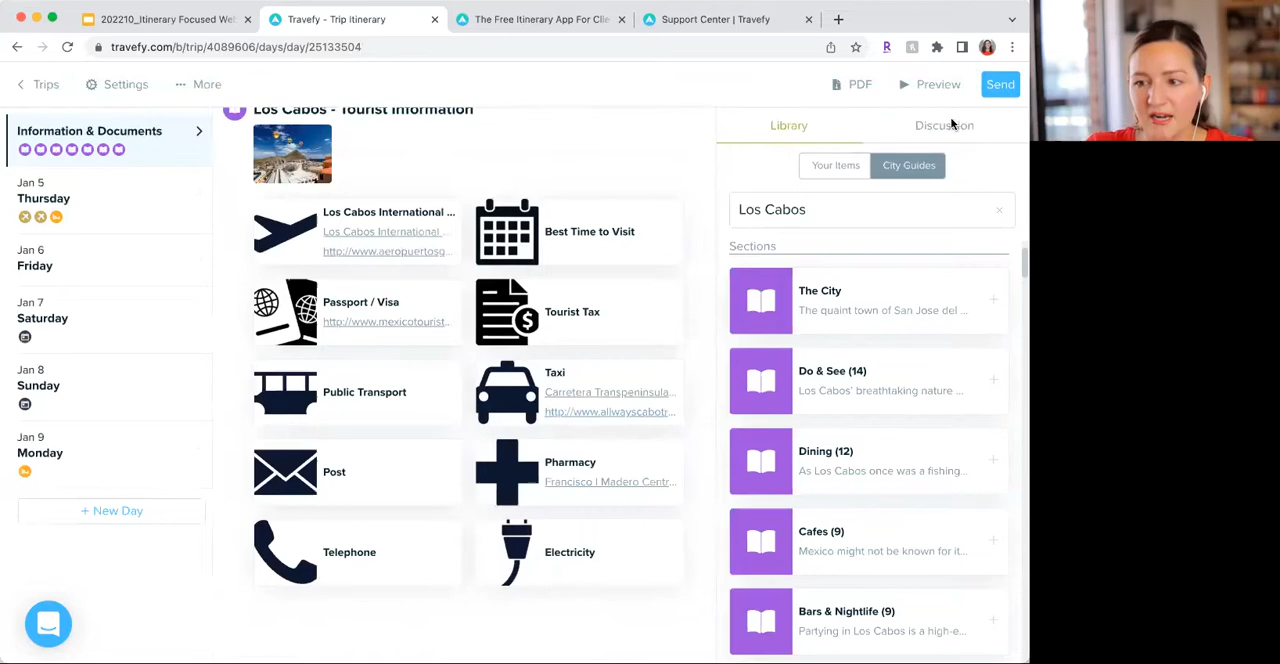 202210_Itinerary Focused Web
Travefy - Trip Itinerary
The Free Itinerary App For Clie
Support Center | Travefy
travefy.com/b/trip/4089606/days/day/25133504
Trips
Settings
More
PDF
Preview
Send
Information & Documents
Jan 5
Thursday
Jan 6
Friday
Jan 7
Saturday
Jan 8
Sunday
Jan 9
Monday
+ New Day
Los Cabos - Tourist Information
Los Cabos International ...
Los Cabos International ...
http://www.aeropuertosg...
Best Time to Visit
Passport / Visa
http://www.mexicotourist...
Tourist Tax
Public Transport
Taxi
Carretera Transpeninsula...
http://www.allwayscabotr...
Post
Pharmacy
Francisco I Madero Centr...
Telephone
Electricity
Library
Discussion
Your Items
City Guides
Los Cabos
Sections
The City
The quaint town of San Jose del ...
Do & See (14)
Los Cabos' breathtaking nature ...
Dining (12)
As Los Cabos once was a fishing...
Cafes (9)
Mexico might not be known for it...
Bars & Nightlife (9)
Partying in Los Cabos is a high-e...